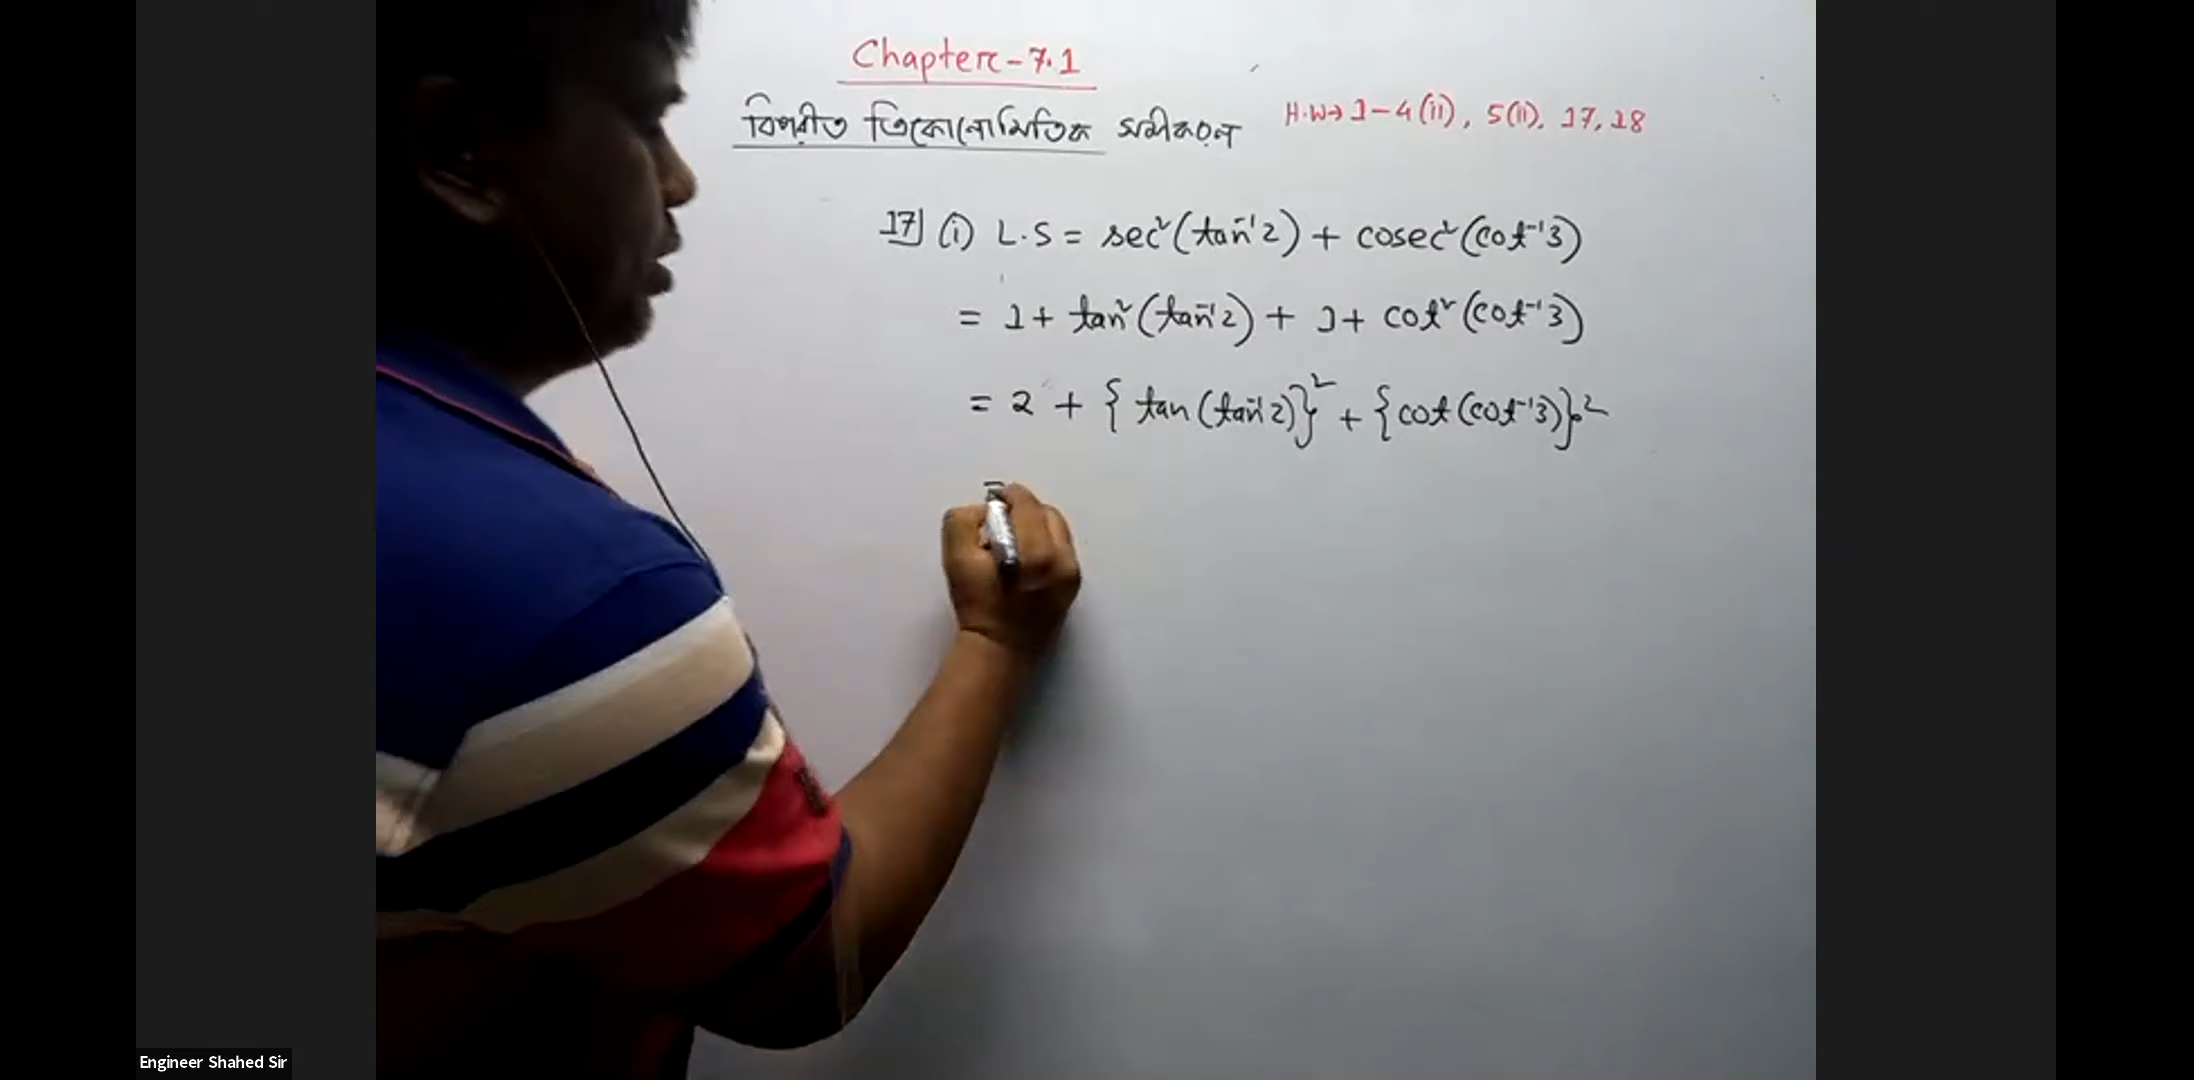 Chapter - 7.1
বিপরীত ত্রিকোনোমিতিক সমীকরণ
H.W→ 1-4(ii), 5(ii), 17, 18
17] (i) L.S = sec²(tan⁻¹2) + cosec²(cot⁻¹3)
= 1 + tan²(tan⁻¹2) + 1 + cot²(cot⁻¹3)
= 2 + {tan(tan⁻¹2)}² + {cot(cot⁻¹3)}²
=
Engineer Shahed Sir